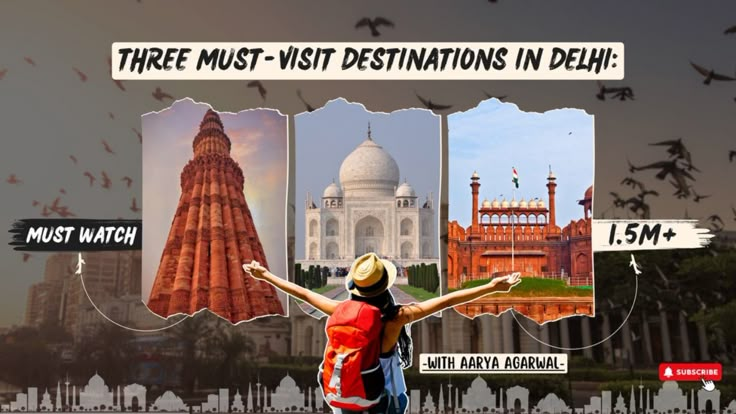 THREE MUST-VISIT DESTINATIONS IN DELHI:
MUST WATCH
1.5M+
-WITH AARYA AGARWAL-
SUBSCRIBE